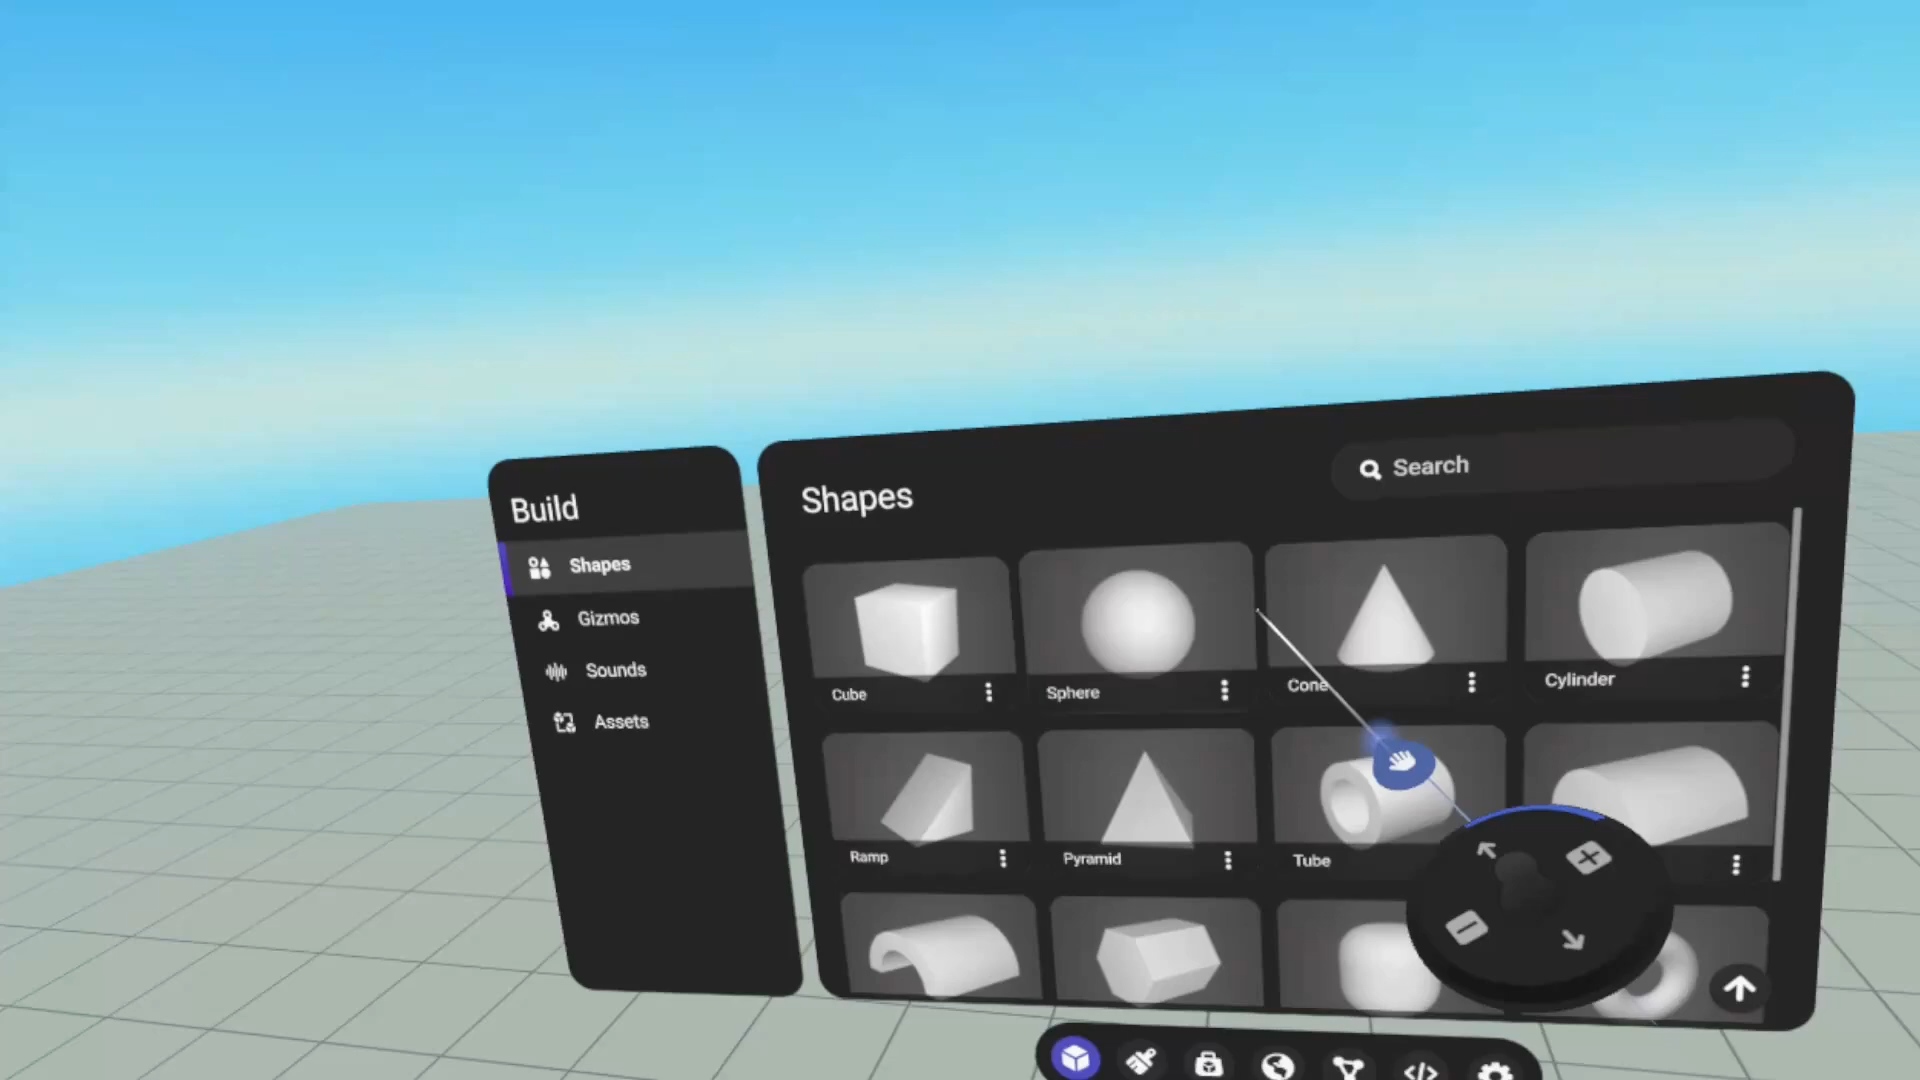 Build
Shapes
Gizmos
Sounds
Assets
Shapes
Search
Cube
Sphere
Cone
Cylinder
Ramp
Pyramid
Tube